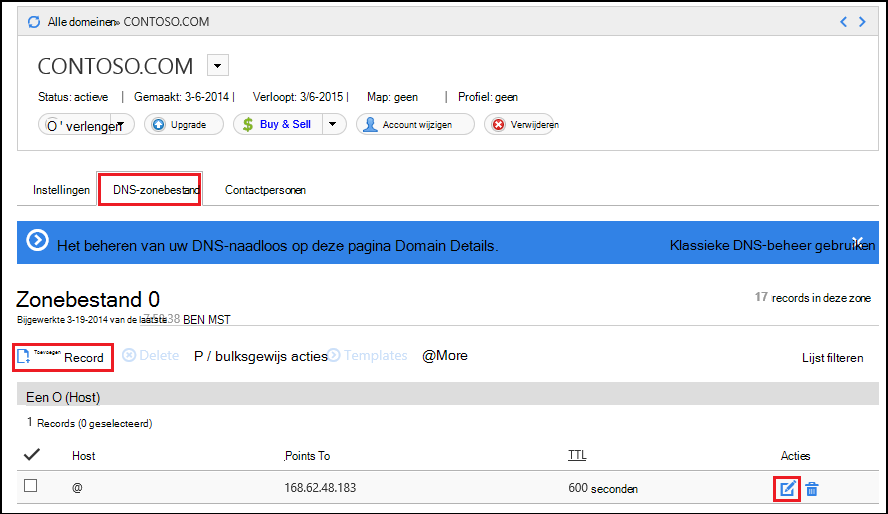 Alle domeinen» CONTOSO.COM
CONTOSO.COM
Status: actieve | Gemaakt: 3-6-2014 | Verloopt: 3/6-2015 | Map: geen | Profiel: geen
O ' verlengen Upgrade Buy & Sell Account wijzigen Verwijderen
Instellingen DNS-zonebestand Contactpersonen
Het beheren van uw DNS-naadloos op deze pagina Domain Details. Klassieke DNS-beheer gebruiken
Zonebestand 0
17 records in deze zone
Bijgewerkte 3-19-2014 van de laatste BEN MST
Toevoegen Record Delete P / bulksgewijs acties Templates @More Lijst filteren
Een O (Host)
1 Records (0 geselecteerd)
Host Points To TTL Acties
@ 168.62.48.183 600 seconden